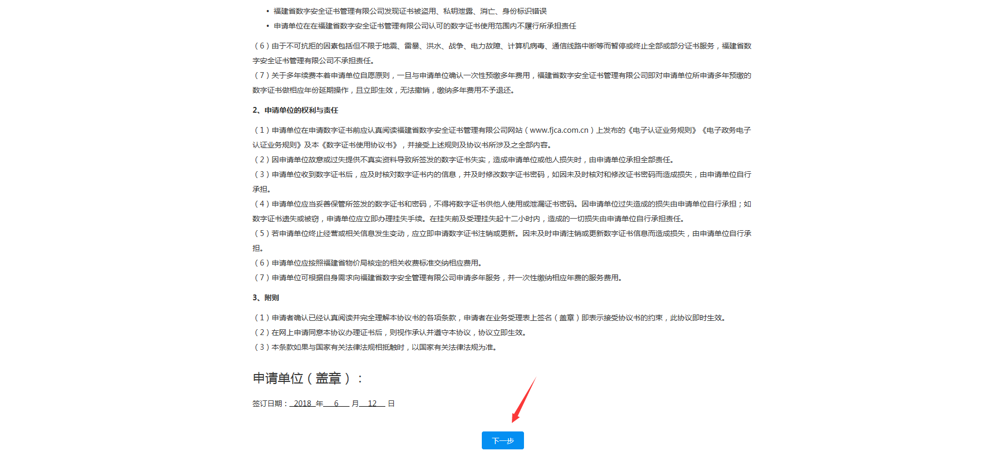 • 福建省数字安全证书管理有限公司发现证书被盗用、私钥泄露、消亡、身份标识错误
• 申请单位在在福建省数字安全证书管理有限公司认可的数字证书使用范围内不履行所承担责任
（6）由于不可抗拒的因素包括但不限于地震、雷暴、洪水、战争、电力故障、计算机病毒、通信线路中断等而暂停或终止全部或部分证书服务，福建省数
字安全证书管理有限公司不承担责任。
（7）关于多年续费本着申请单位自愿原则，一旦与申请单位确认一次性预缴多年费用，福建省数字安全证书管理有限公司即对申请单位所申请多年预缴的
数字证书做相应年份延期操作，且立即生效，无法撤销，缴纳多年费用不予退还。
2、申请单位的权利与责任
（1）申请单位在申请数字证书前应认真阅读福建省数字安全证书管理有限公司网站（www.fjca.com.cn）上发布的《电子认证业务规则》《电子政务电子
认证业务规则》及本《数字证书使用协议书》，并接受上述规则及协议书所涉及之全部内容。
（2）因申请单位故意或过失提供不真实资料导致所签发的数字证书失实，造成申请单位或他人损失时，由申请单位承担全部责任。
（3）申请单位收到数字证书后，应及时核对数字证书内的信息，并及时修改数字证书密码，如因未及时核对和修改证书密码而造成损失，由申请单位自行
承担。
（4）申请单位应当妥善保管所签发的数字证书和密码，不得将数字证书供他人使用或泄漏证书密码。因申请单位过失造成的损失由申请单位自行承担；如
数字证书遗失或被窃，申请单位应立即办理挂失手续。在挂失前及受理挂失起十二小时内，造成的一切损失由申请单位自行承担责任。
（5）若申请单位终止经营或相关信息发生变动，应立即申请数字证书注销或更新。因未及时申请注销或更新数字证书信息而造成损失，由申请单位自行承
担。
（6）申请单位应按照福建省物价局核定的相关收费标准交纳相应费用。
（7）申请单位可根据自身需求向福建省数字安全管理有限公司申请多年服务，并一次性缴纳相应年费的服务费用。
3、附则
（1）申请者确认已经认真阅读并完全理解本协议书的各项条款，申请者在业务受理表上签名（盖章）即表示接受协议书的约束，此协议即时生效。
（2）在网上申请同意本协议办理证书后，则视作承认并遵守本协议，协议立即生效。
（3）本条款如果与国家有关法律法规相抵触时，以国家有关法律法规为准。
申请单位（盖章）：
签订日期： 2018 年 6 月 12 日
下一步